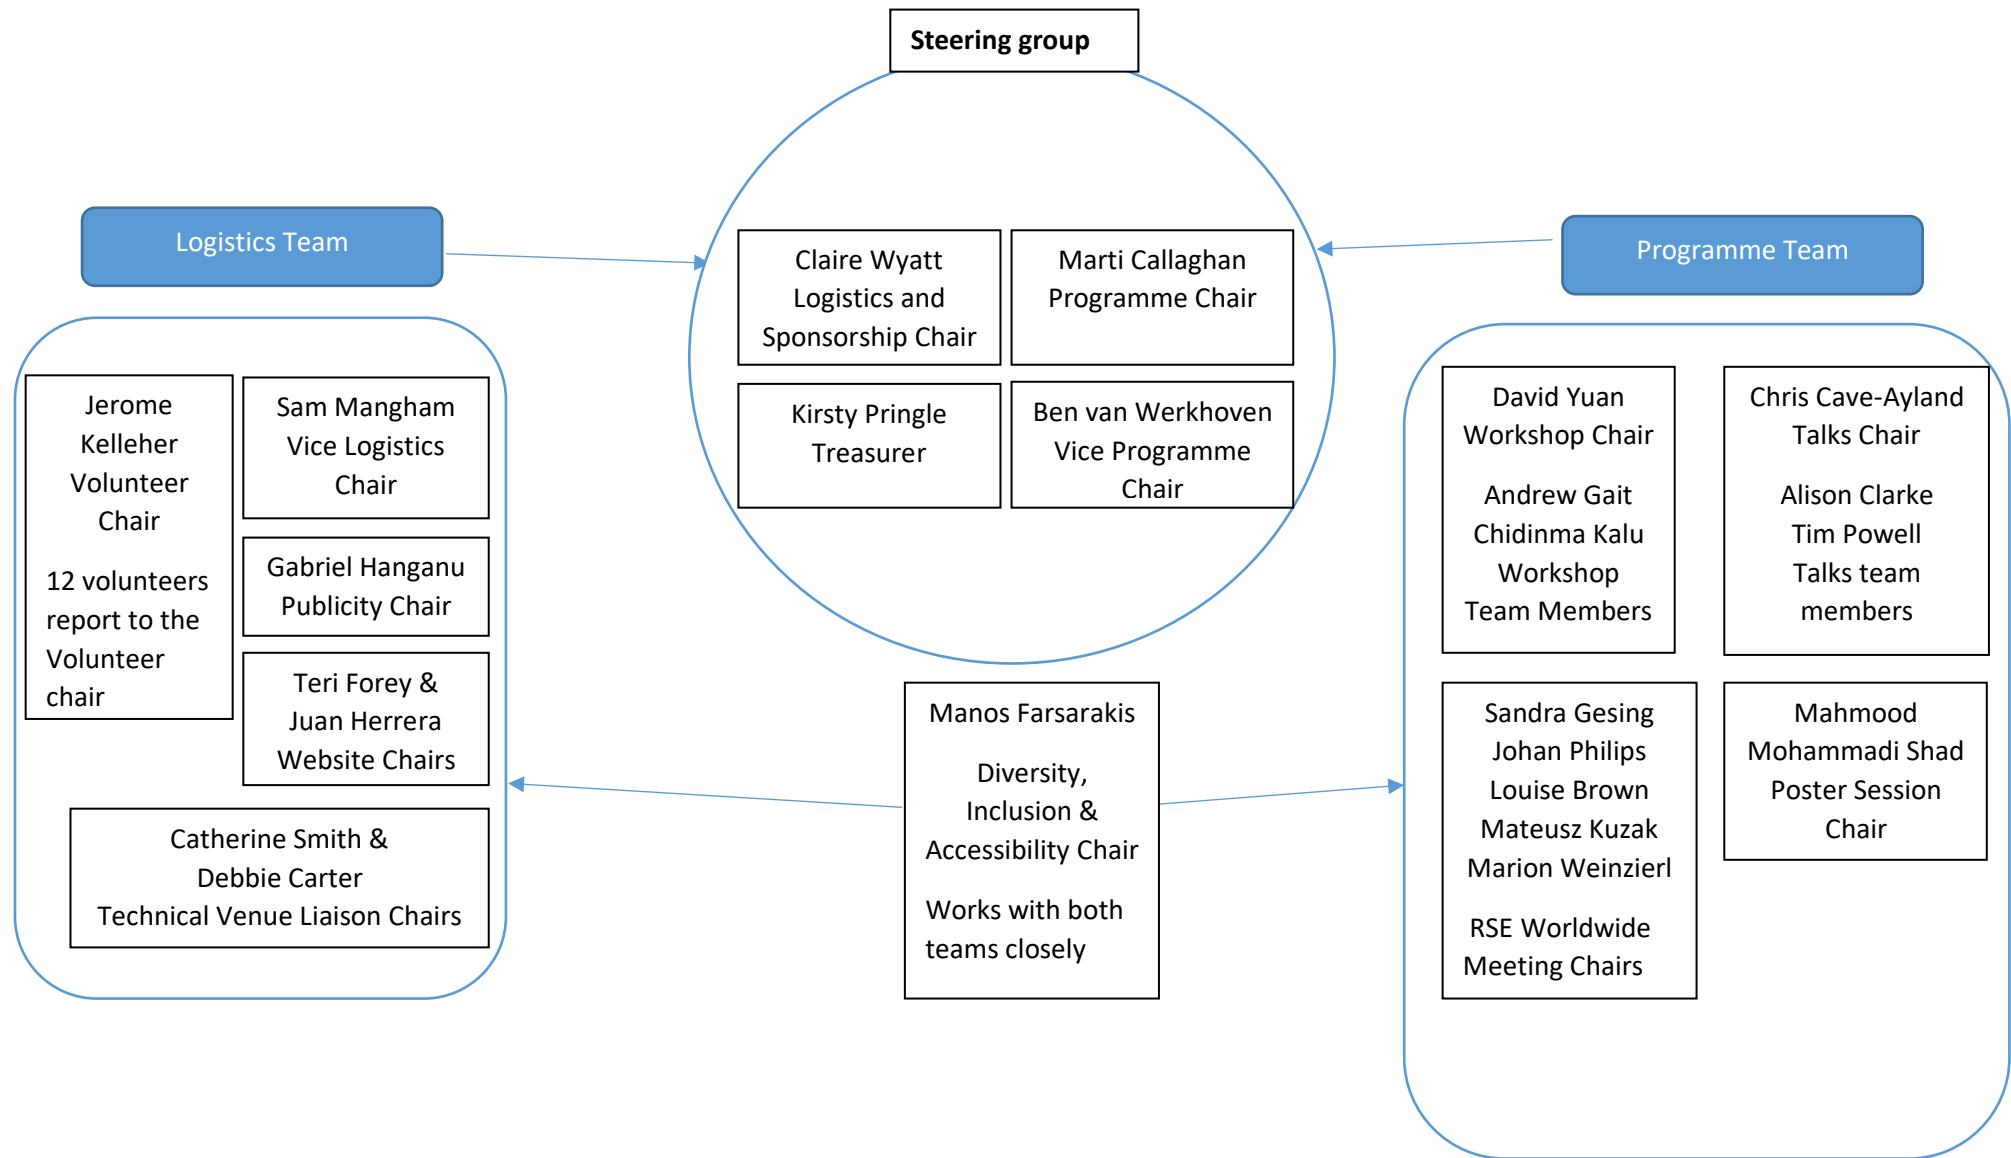 Steering group
Logistics Team
Programme Team
Claire Wyatt
Logistics and
Sponsorship Chair
Marti Callaghan
Programme Chair
Kirsty Pringle
Treasurer
Ben van Werkhoven
Vice Programme
Chair
Jerome
Kelleher
Volunteer
Chair
12 volunteers
report to the
Volunteer
chair
Sam Mangham
Vice Logistics
Chair
Gabriel Hanganu
Publicity Chair
Teri Forey &
Juan Herrera
Website Chairs
Catherine Smith &
Debbie Carter
Technical Venue Liaison Chairs
Manos Farsarakis
Diversity,
Inclusion &
Accessibility Chair
Works with both
teams closely
David Yuan
Workshop Chair
Andrew Gait
Chidinma Kalu
Workshop
Team Members
Chris Cave-Ayland
Talks Chair
Alison Clarke
Tim Powell
Talks team
members
Sandra Gesing
Johan Philips
Louise Brown
Mateusz Kuzak
Marion Weinzierl
RSE Worldwide
Meeting Chairs
Mahmood
Mohammadi Shad
Poster Session
Chair